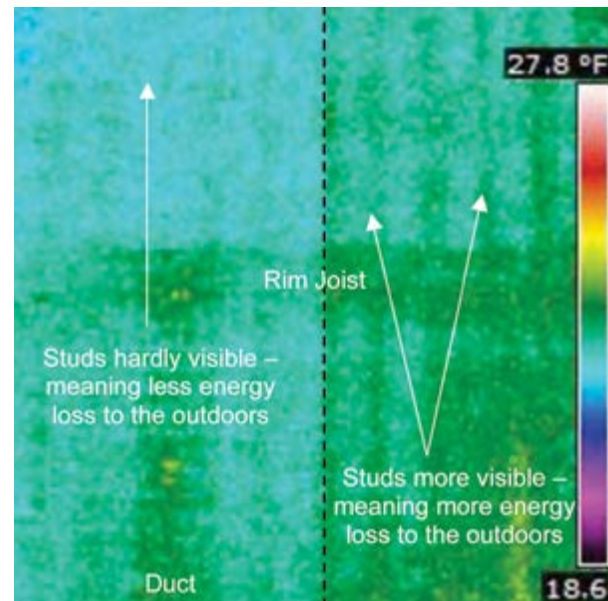 27.8 °F
Rim Joist
Studs hardly visible –
meaning less energy
loss to the outdoors
Studs more visible –
meaning more energy
loss to the outdoors
Duct
18.6